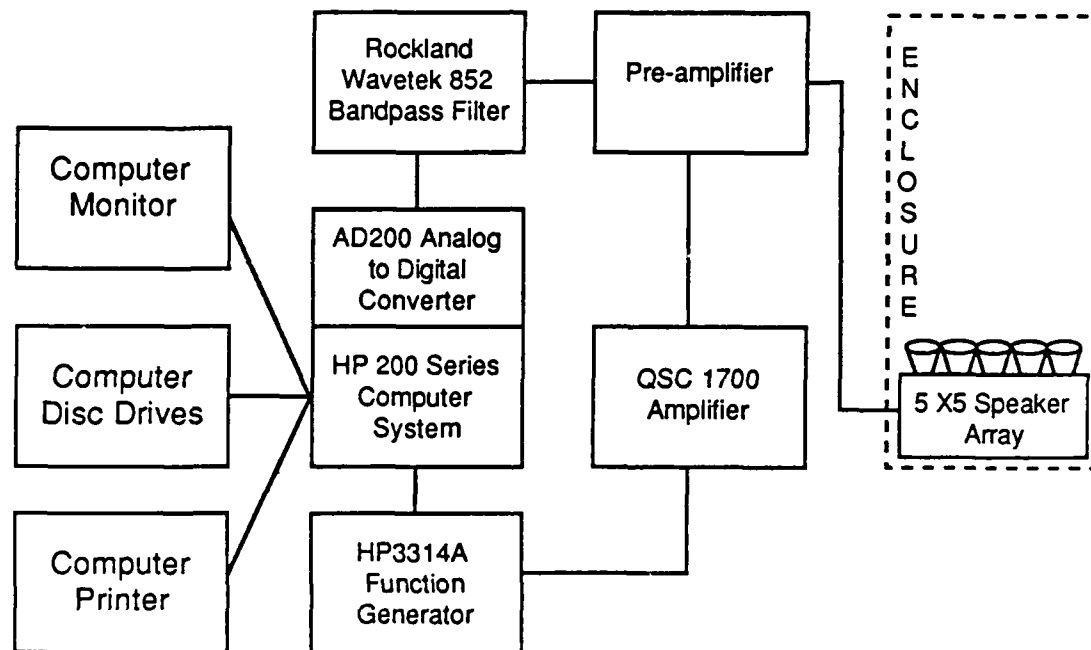 Rockland
Wavetek 852
Bandpass Filter
Pre-amplifier
ENCLOSURE
Computer
Monitor
AD200 Analog
to Digital
Converter
Computer
Disc Drives
HP 200 Series
Computer
System
QSC 1700
Amplifier
5 X5 Speaker
Array
Computer
Printer
HP3314A
Function
Generator